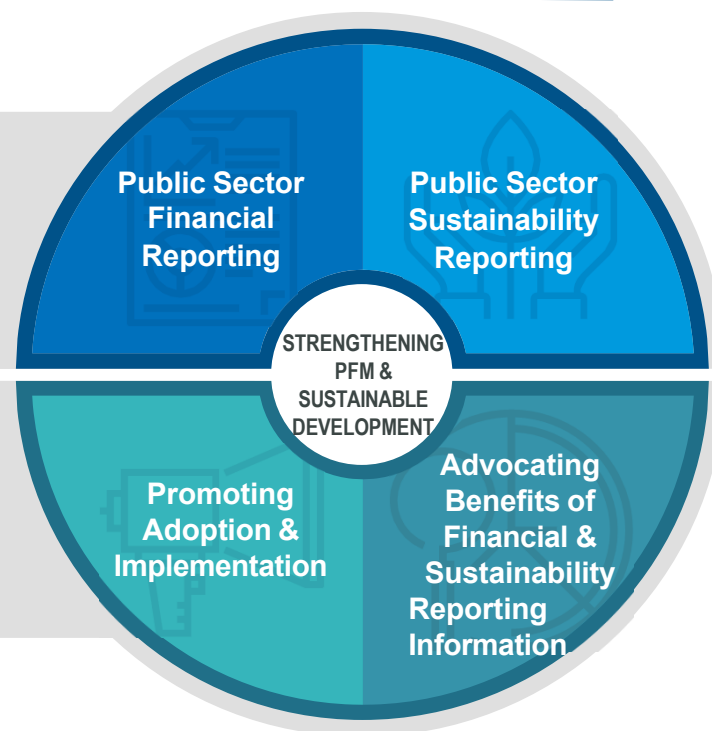 Public Sector
Financial
Reporting
Public Sector
Sustainability
Reporting
STRENGTHENING
PFM &
SUSTAINABLE
DEVELOPMENT
Promoting
Adoption &
Implementation
Advocating
Benefits of
Financial &
Sustainability
Reporting
Information